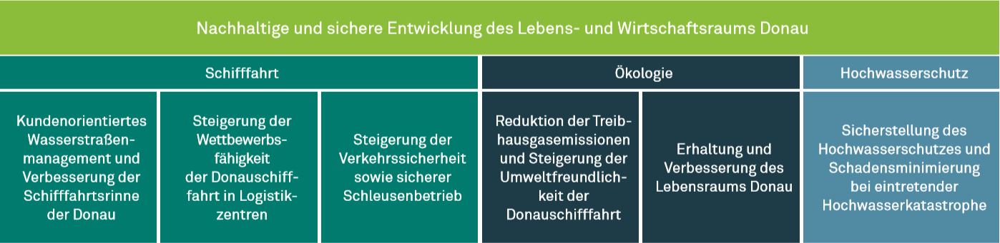 Nachhaltige und sichere Entwicklung des Lebens- und Wirtschaftsraums Donau
Schifffahrt
Ökologie
Hochwasserschutz
Kundenorientiertes
Wasserstraßen-
management und
Verbesserung der
Schifffahrtsrinne
der Donau
Steigerung der
Wettbewerbs-
fähigkeit
der Donauschiff-
fahrt in Logistik-
zentren
Steigerung der
Verkehrssicherheit
sowie sicherer
Schleusenbetrieb
Reduktion der Treib-
hausgasemissionen
und Steigerung der
Umweltfreundlich-
keit der
Donauschifffahrt
Erhaltung und
Verbesserung des
Lebensraums Donau
Sicherstellung des
Hochwasserschutzes und
Schadensminimierung
bei eintretender
Hochwasserkatastrophe